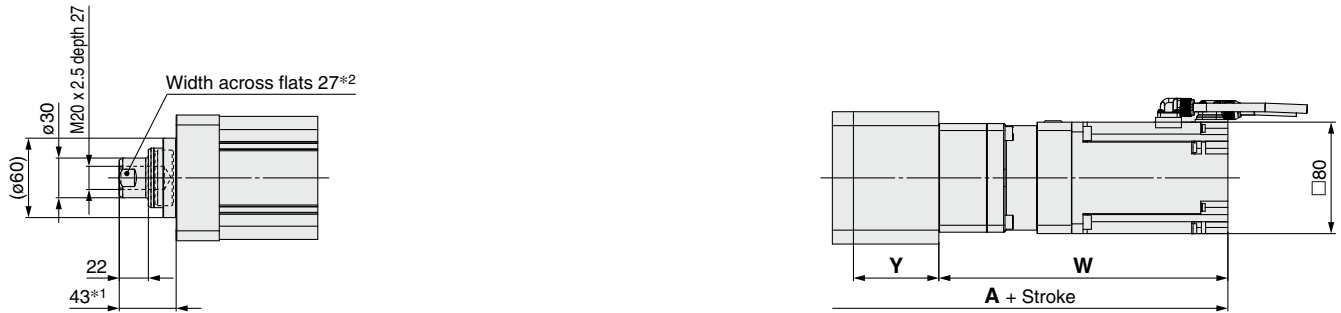 M20 x 2.5 depth 27
Width across flats 27*2
ø30
(ø60)
22
43*1
□80
Y
W
A + Stroke